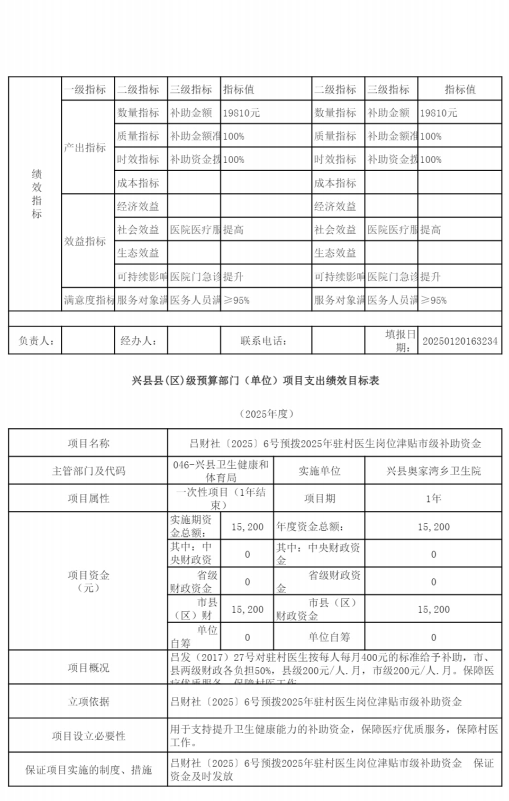 一级指标 二级指标 三级指标 指标值 二级指标 三级指标 指标值
绩效指标
产出指标
数量指标 补助金额 19810元 数量指标 补助金额 19810元
质量指标 补助金额准 100% 质量指标 补助金额准 100%
时效指标 补助资金拨 100% 时效指标 补助资金拨 100%
成本指标 成本指标
效益指标
经济效益 经济效益
社会效益 医院医疗服 提高 社会效益 医院医疗服 提高
生态效益 生态效益
可持续影响 医院门急诊 提升 可持续影响 医院门急诊 提升
满意度指标 服务对象满 医务人员满 ≥95% 服务对象满 医务人员满 ≥95%
负责人： 经办人： 联系电话： 填报日
期： 20250120163234
兴县县(区)级预算部门（单位）项目支出绩效目标表
（2025年度）
项目名称 吕财社〔2025〕6号预拨2025年驻村医生岗位津贴市级补助资金
主管部门及代码 046-兴县卫生健康和
体育局 实施单位 兴县奥家湾乡卫生院
项目属性 一次性项目（1年结
束） 项目期 1年
项目资金
（元）
实施期资
金总额： 15,200 年度资金总额： 15,200
其中：中
央财政资 0 其中：中央财政资
金 0
省级
财政资金 0 省级财政资
金 0
市县
（区）财 15,200 市县（区）
财政资金 15,200
单位
自筹 0 单位自筹 0
项目概况 吕发（2017）27号对驻村医生按每人每月400元的标准给予补助，市、
县两级财政各负担50%，县级200元/人.月，市级200元/人.月。保障医
疗优质服务，保障村医工作
立项依据 吕财社〔2025〕6号预拨2025年驻村医生岗位津贴市级补助资金
项目设立必要性 用于支持提升卫生健康能力的补助资金，保障医疗优质服务，保障村医
工作。
保证项目实施的制度、措施 吕财社〔2025〕6号预拨2025年驻村医生岗位津贴市级补助资金 保证
资金及时发放